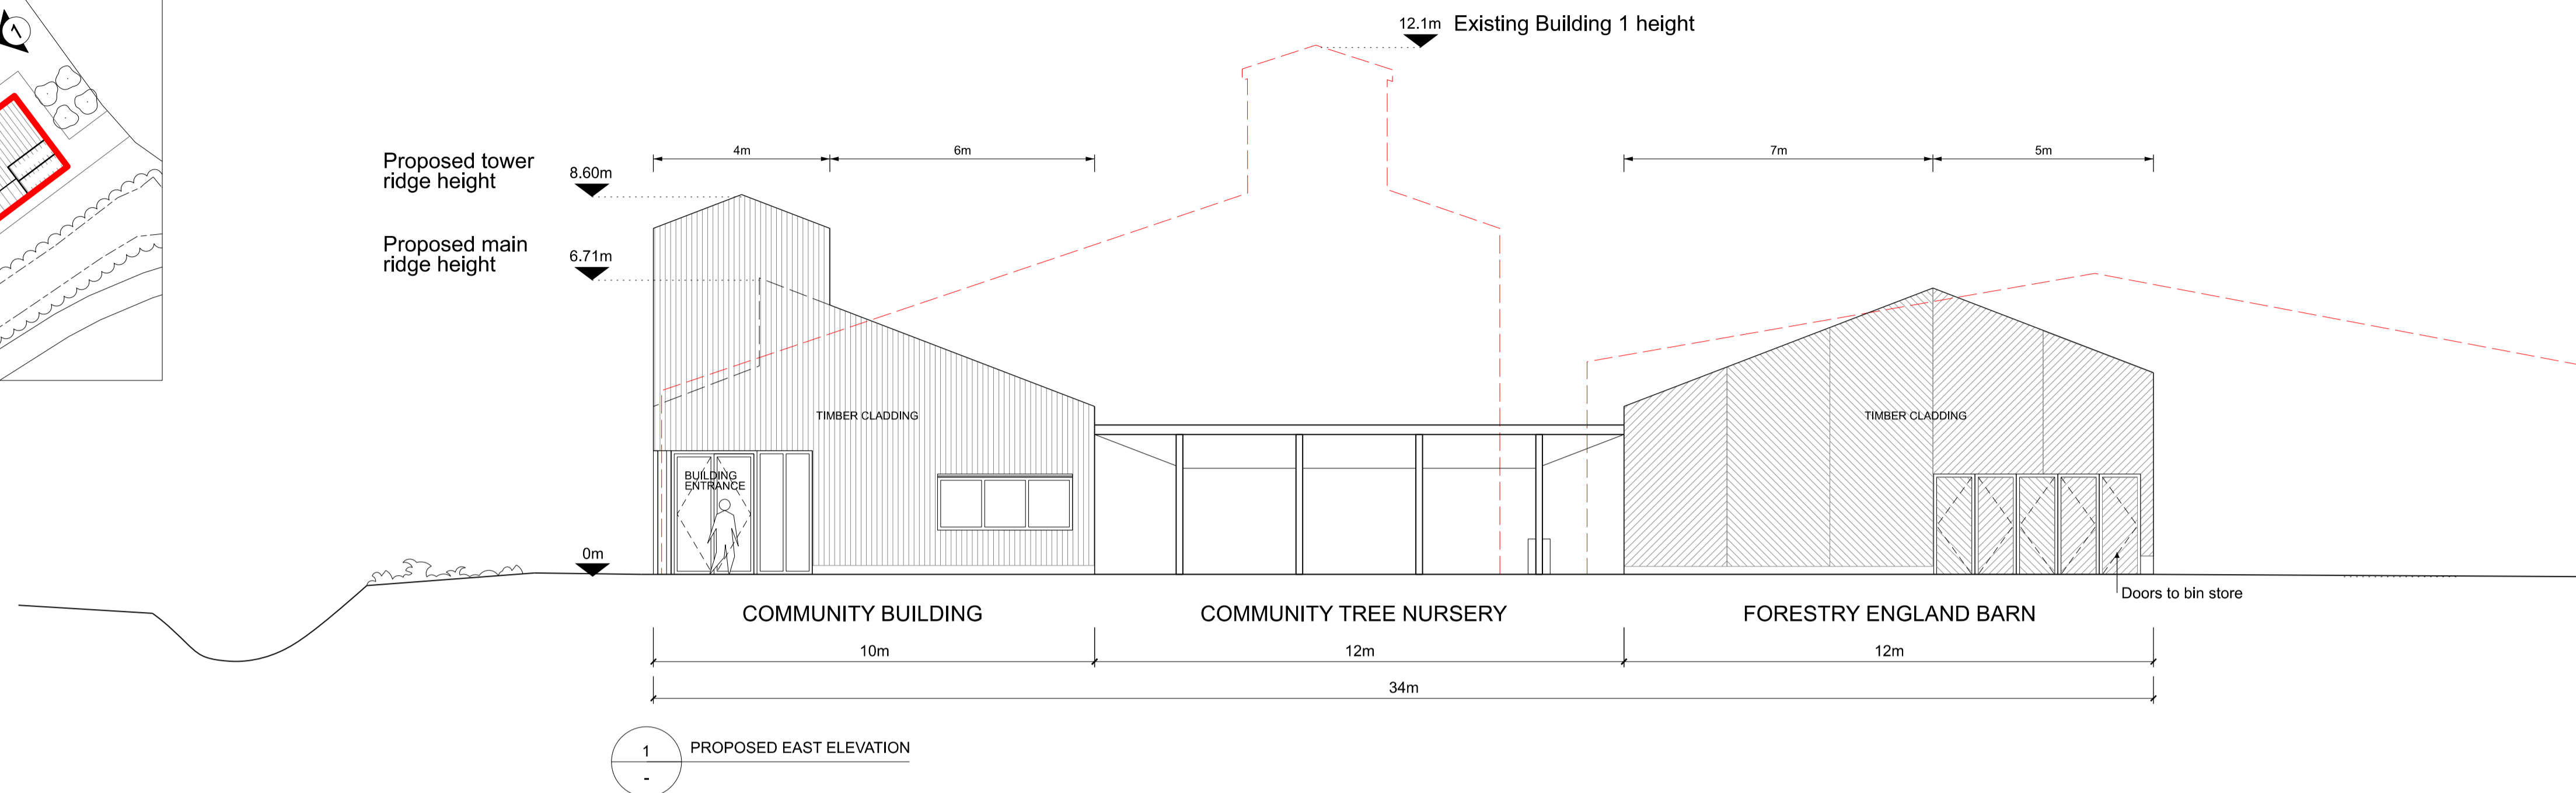 1
12.1m Existing Building 1 height
4m
6m
7m
5m
Proposed tower
ridge height
8.60m
Proposed main
ridge height
6.71m
TIMBER CLADDING
TIMBER CLADDING
BUILDING
ENTRANCE
0m
Doors to bin store
COMMUNITY BUILDING
COMMUNITY TREE NURSERY
FORESTRY ENGLAND BARN
10m
12m
12m
34m
1
-
PROPOSED EAST ELEVATION